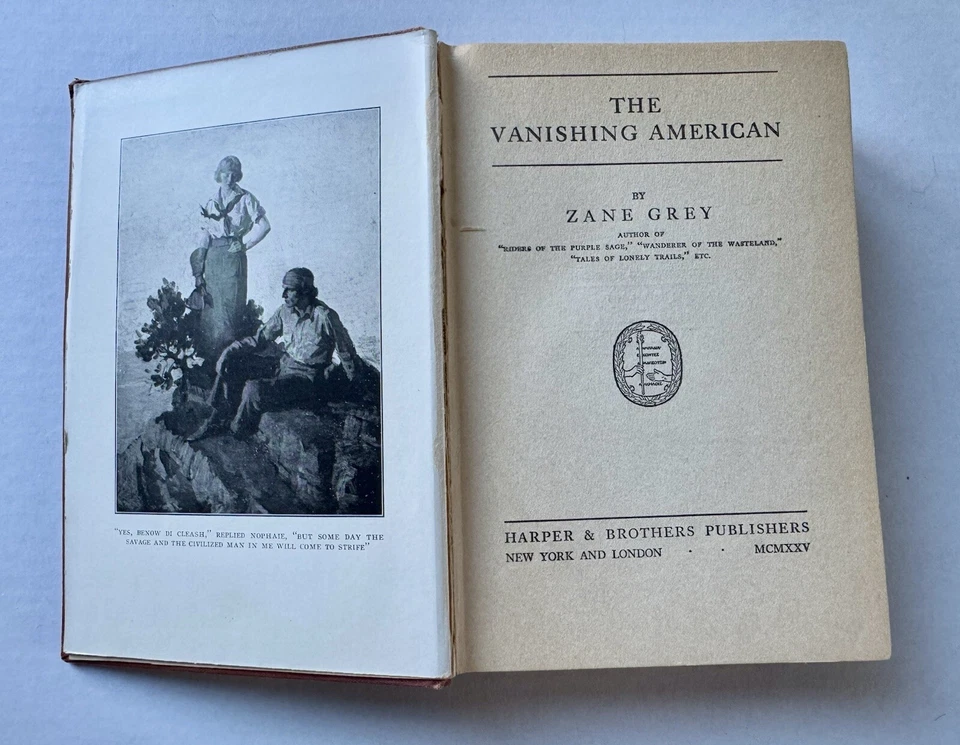 "YES, BENOW DI CLEASH," REPLIED NOPHAIE, "BUT SOME DAY THE
SAVAGE AND THE CIVILIZED MAN IN ME WILL COME TO STRIFE"
THE
VANISHING AMERICAN
BY
ZANE GREY
AUTHOR OF
"RIDERS OF THE PURPLE SAGE," "WANDERER OF THE WASTELAND,"
"TALES OF LONELY TRAILS," ETC.
HARPER & BROTHERS PUBLISHERS
NEW YORK AND LONDON · · MCMXXV